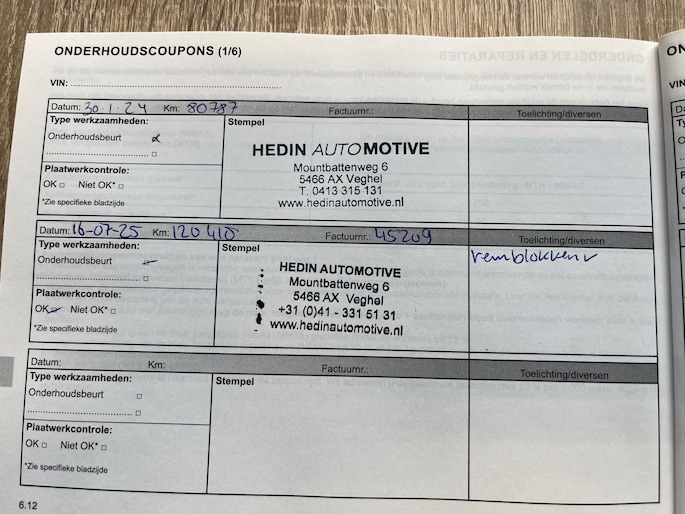 ONDERHOUDSCOUPONS (1/6)
VIN:
Datum: 30-1-24 Km: 80787 Factuurnr.: Toelichting/diversen
Type werkzaamheden:
Onderhoudsbeurt
Stempel
HEDIN AUTOMOTIVE
Mountbattenweg 6
5466 AX Veghel
T. 0413 315 131
www.hedinautomotive.nl
Plaatwerkcontrole:
OK □ Niet OK* □
*Zie specifieke bladzijde
Datum: 16-07-25 Km: 120410 Factuurnr.: 45209 Toelichting/diversen
Type werkzaamheden:
Onderhoudsbeurt
Stempel
HEDIN AUTOMOTIVE
Mountbattenweg 6
5466 AX Veghel
+31 (0)41 - 331 51 31
www.hedinautomotive.nl
remblokken ✓
Plaatwerkcontrole:
OK Niet OK* □
*Zie specifieke bladzijde
Datum: Km: Factuurnr.: Toelichting/diversen
Type werkzaamheden:
Onderhoudsbeurt □
Stempel
Plaatwerkcontrole:
OK □ Niet OK* □
*Zie specifieke bladzijde
6.12
VIN